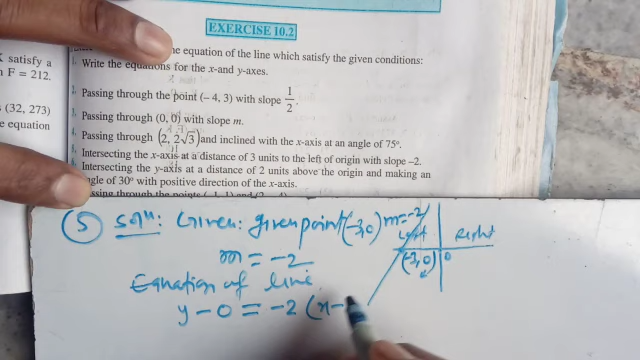 EXERCISE 10.2
the equation of the line which satisfy the given conditions:
1. Write the equations for the x-and y-axes.
2. Passing through the point (– 4, 3) with slope 1/2.
3. Passing through (0, 0) with slope m.
4. Passing through (2, 2√3) and inclined with the x-axis at an angle of 75°.
5. Intersecting the x-axis at a distance of 3 units to the left of origin with slope –2.
6. Intersecting the y-axis at a distance of 2 units above the origin and making an
angle of 30° with positive direction of the x-axis.
satisfy a
F = 212.
(32, 273)
equation
5 Soln: Given: given point (-3,0) m=-2
m = -2
Equation of line
y - 0 = -2 (x -
Left Right
(-3,0) 0